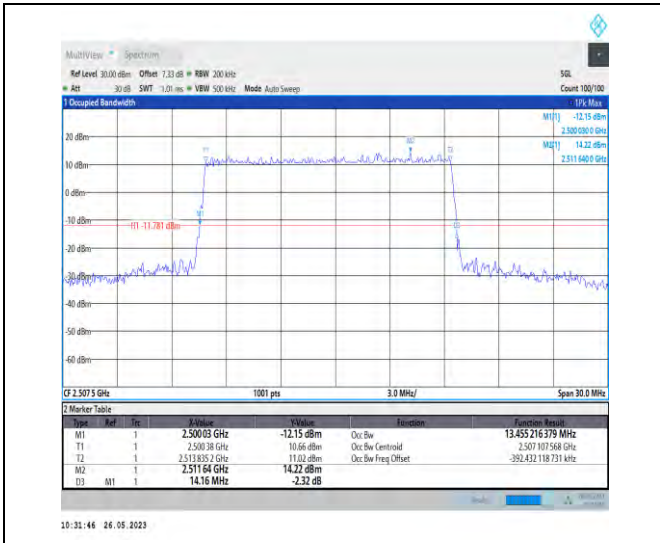 MultiView Spectrum
Ref Level 30.00 dBm Offset 7.33 dB RBW 200 kHz SGL
Att 30 dB SWT 1.01 ms VBW 500 kHz Mode Auto Sweep Count 100/100
1 Occupied Bandwidth 1Pk Max
M1[1] -12.15 dBm
2.500 030 0 GHz
20 dBm M2[1] 14.22 dBm
2.511 640 0 GHz
T1 M2 T2
10 dBm
0 dBm
-10 dBm M1
H1 -11.781 dBm
-20 dBm
-30 dBm
-40 dBm
-50 dBm
-60 dBm
CF 2.507 5 GHz 1001 pts 3.0 MHz/ Span 30.0 MHz
2 Marker Table
Type Ref Trc X-Value Y-Value Function Function Result
M1 1 2.500 03 GHz -12.15 dBm Occ Bw 13.455 216 379 MHz
T1 1 2.500 38 GHz 10.66 dBm Occ Bw Centroid 2.507 107 568 GHz
T2 1 2.513 835 2 GHz 11.02 dBm Occ Bw Freq Offset -392.432 118 731 kHz
M2 1 2.511 64 GHz 14.22 dBm
D3 M1 1 14.16 MHz -2.32 dB
10:31:46 26.05.2023